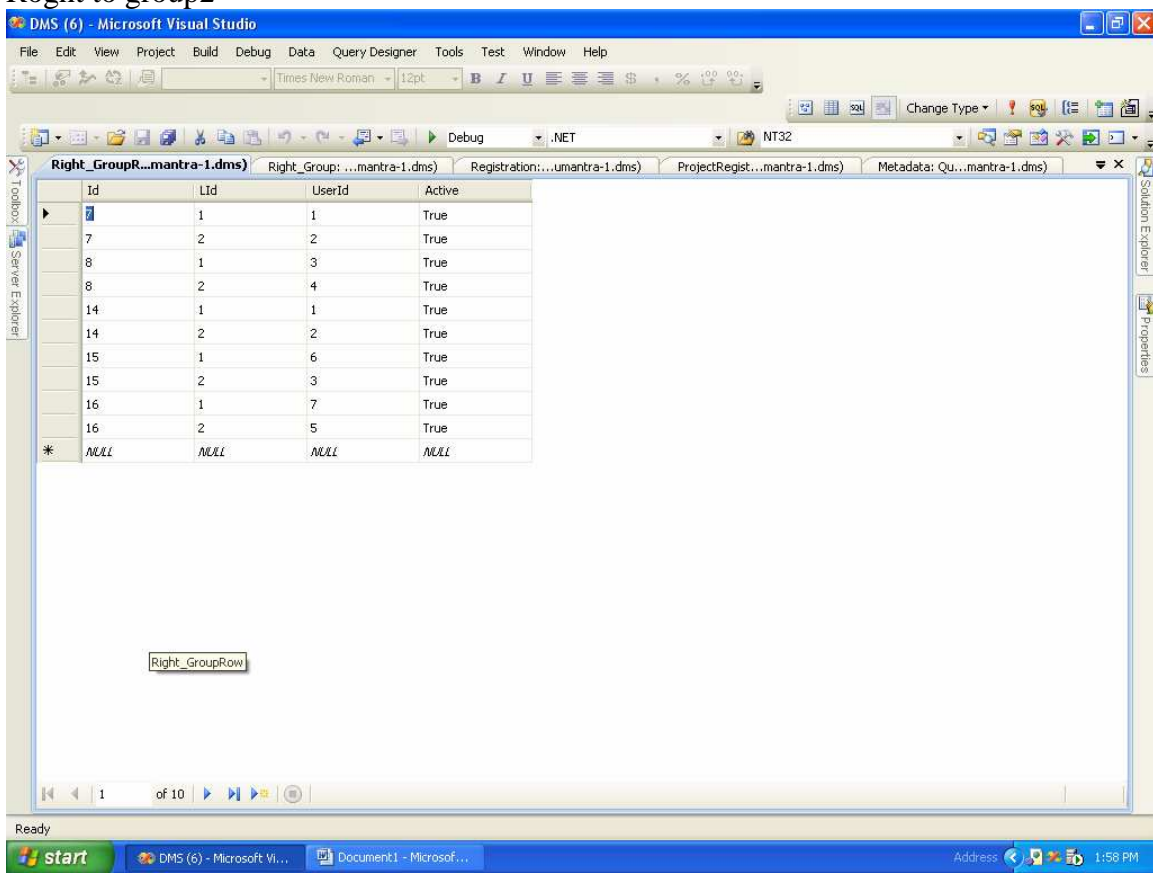 Roght to group2
DMS (6) - Microsoft Visual Studio
File Edit View Project Build Debug Data Query Designer Tools Test Window Help
Times New Roman 12pt B I U
Change Type
Debug .NET NT32
Right_GroupR...mantra-1.dms) Right_Group: ...mantra-1.dms) Registration:...umantra-1.dms) ProjectRegist...mantra-1.dms) Metadata: Qu...mantra-1.dms)
Toolbox
Server Explorer
Solution Explorer
Properties
Id LId UserId Active
7 1 1 True
7 2 2 True
8 1 3 True
8 2 4 True
14 1 1 True
14 2 2 True
15 1 6 True
15 2 3 True
16 1 7 True
16 2 5 True
NULL NULL NULL NULL
Right_GroupRow
1 of 10
Ready
start DMS (6) - Microsoft Vi... Document1 - Microsof... Address 1:58 PM